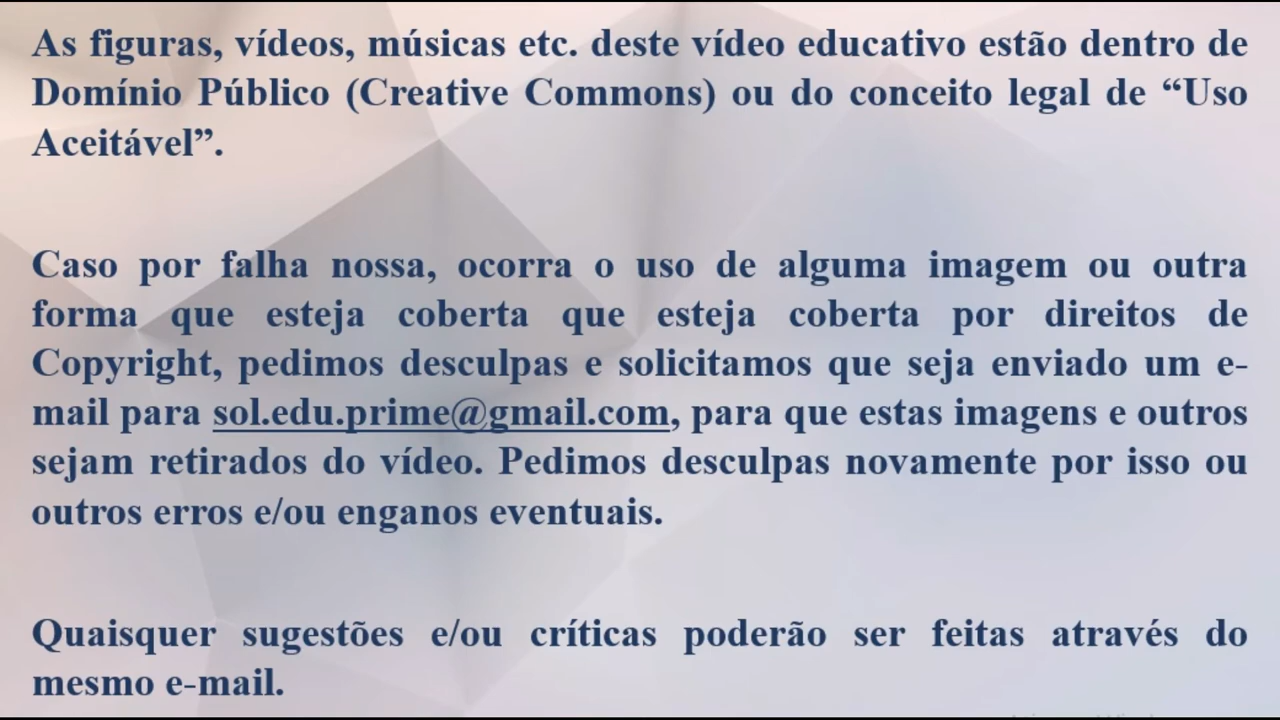 As figuras, vídeos, músicas etc. deste vídeo educativo estão dentro de
Domínio Público (Creative Commons) ou do conceito legal de “Uso
Aceitável”.
Caso por falha nossa, ocorra o uso de alguma imagem ou outra
forma que esteja coberta que esteja coberta por direitos de
Copyright, pedimos desculpas e solicitamos que seja enviado um e-
mail para sol.edu.prime@gmail.com, para que estas imagens e outros
sejam retirados do vídeo. Pedimos desculpas novamente por isso ou
outros erros e/ou enganos eventuais.
Quaisquer sugestões e/ou críticas poderão ser feitas através do
mesmo e-mail.